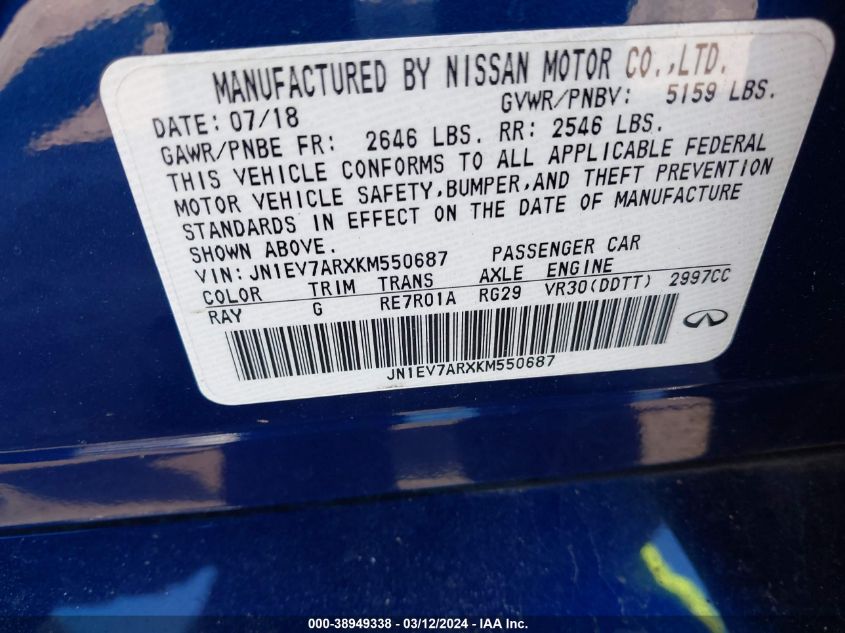 MANUFACTURED BY NISSAN MOTOR CO.,LTD.
DATE: 07/18 GVWR/PNBV: 5159 LBS.
GAWR/PNBE FR: 2646 LBS. RR: 2546 LBS.
THIS VEHICLE CONFORMS TO ALL APPLICABLE FEDERAL
MOTOR VEHICLE SAFETY,BUMPER,AND THEFT PREVENTION
STANDARDS IN EFFECT ON THE DATE OF MANUFACTURE
SHOWN ABOVE.
VIN: JN1EV7ARXKM550687 PASSENGER CAR
COLOR TRIM TRANS AXLE ENGINE
RAY G RE7R01A RG29 VR30(DDTT) 2997CC
JN1EV7ARXKM550687
000-38949338 - 03/12/2024 - IAAI.com